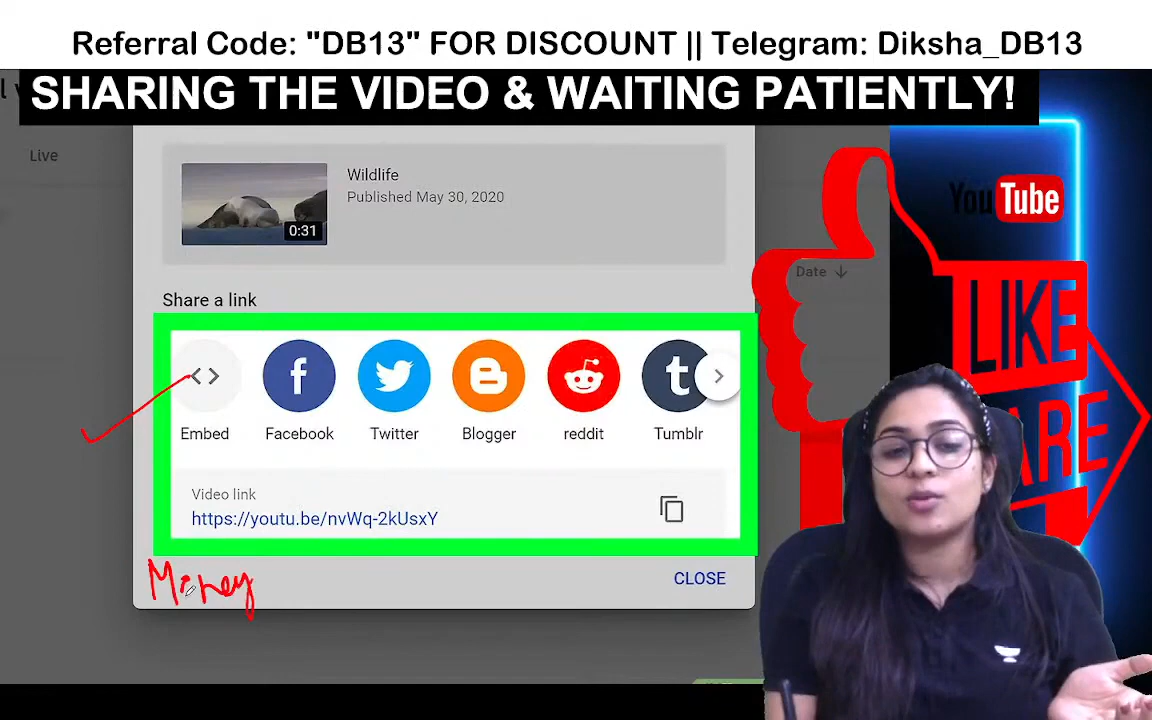 Referral Code: "DB13" FOR DISCOUNT || Telegram: Diksha_DB13
SHARING THE VIDEO & WAITING PATIENTLY!
Live
Wildlife
Published May 30, 2020
0:31
YouTube
Date
Share a link
LIKE
Embed Facebook Twitter Blogger reddit Tumblr
Video link
https://youtu.be/nvWq-2kUsxY
Money
CLOSE